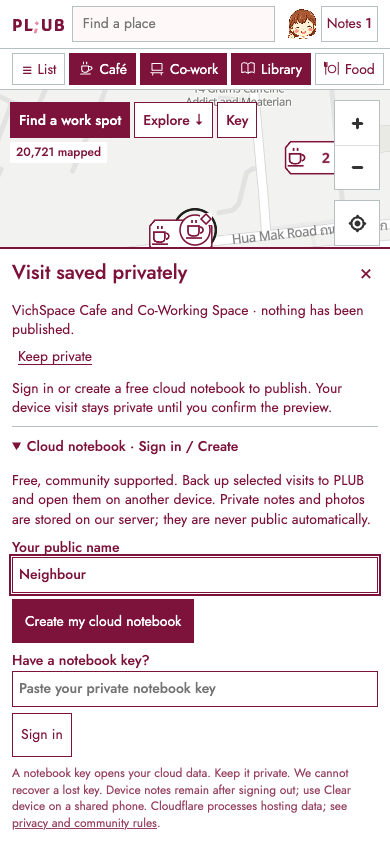 PL:UB
Find a place
Notes 1
≡ List
Café
Co-work
Library
Food
14 Grams Caffeine
Addict and Meaterian
Find a work spot
Explore ↓
Key
+
20,721 mapped
2
−
Hua Mak Road
Visit saved privately
×
VichSpace Cafe and Co-Working Space · nothing has been
published.
Keep private
Sign in or create a free cloud notebook to publish. Your
device visit stays private until you confirm the preview.
▼ Cloud notebook · Sign in / Create
Free, community supported. Back up selected visits to PLUB
and open them on another device. Private notes and photos
are stored on our server; they are never public automatically.
Your public name
Neighbour
Create my cloud notebook
Have a notebook key?
Paste your private notebook key
Sign in
A notebook key opens your cloud data. Keep it private. We cannot
recover a lost key. Device notes remain after signing out; use Clear
device on a shared phone. Cloudflare processes hosting data; see
privacy and community rules.